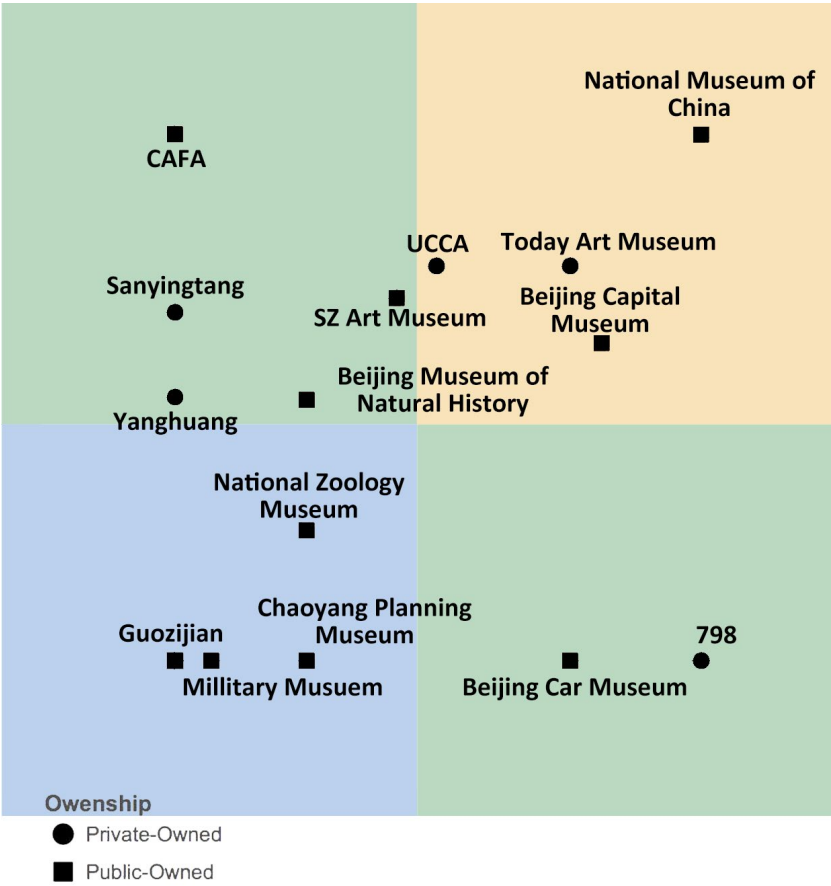 National Museum of
China
CAFA
UCCA
Today Art Museum
Sanyingtang
SZ Art Museum
Beijing Capital
Museum
Beijing Museum of
Natural History
Yanghuang
National Zoology
Museum
Chaoyang Planning
Museum
Guozijian
798
Millitary Musuem
Beijing Car Museum
Owenship
Private-Owned
Public-Owned